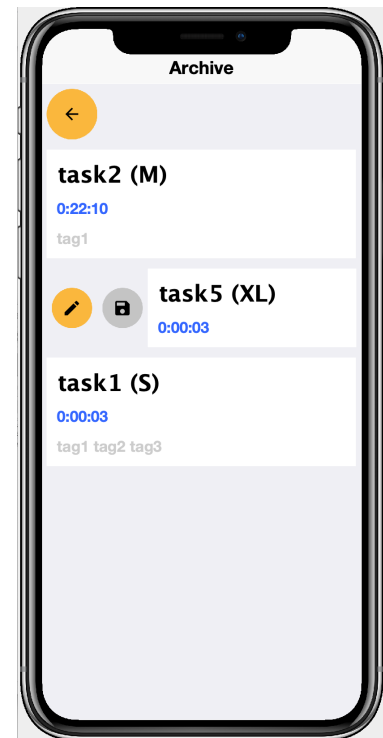 Archive
task2 (M)
0:22:10
tag1
task5 (XL)
0:00:03
task1 (S)
0:00:03
tag1 tag2 tag3